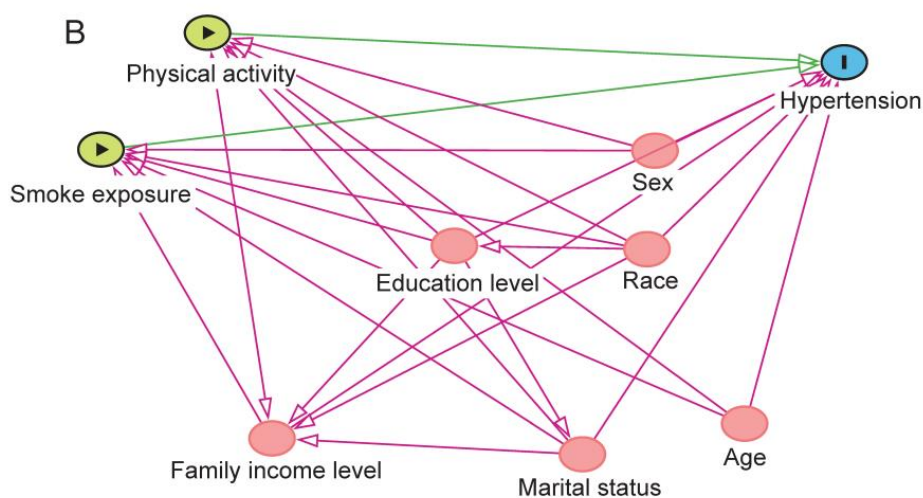 B
Physical activity
Hypertension
Smoke exposure
Sex
Education level
Race
Family income level
Marital status
Age